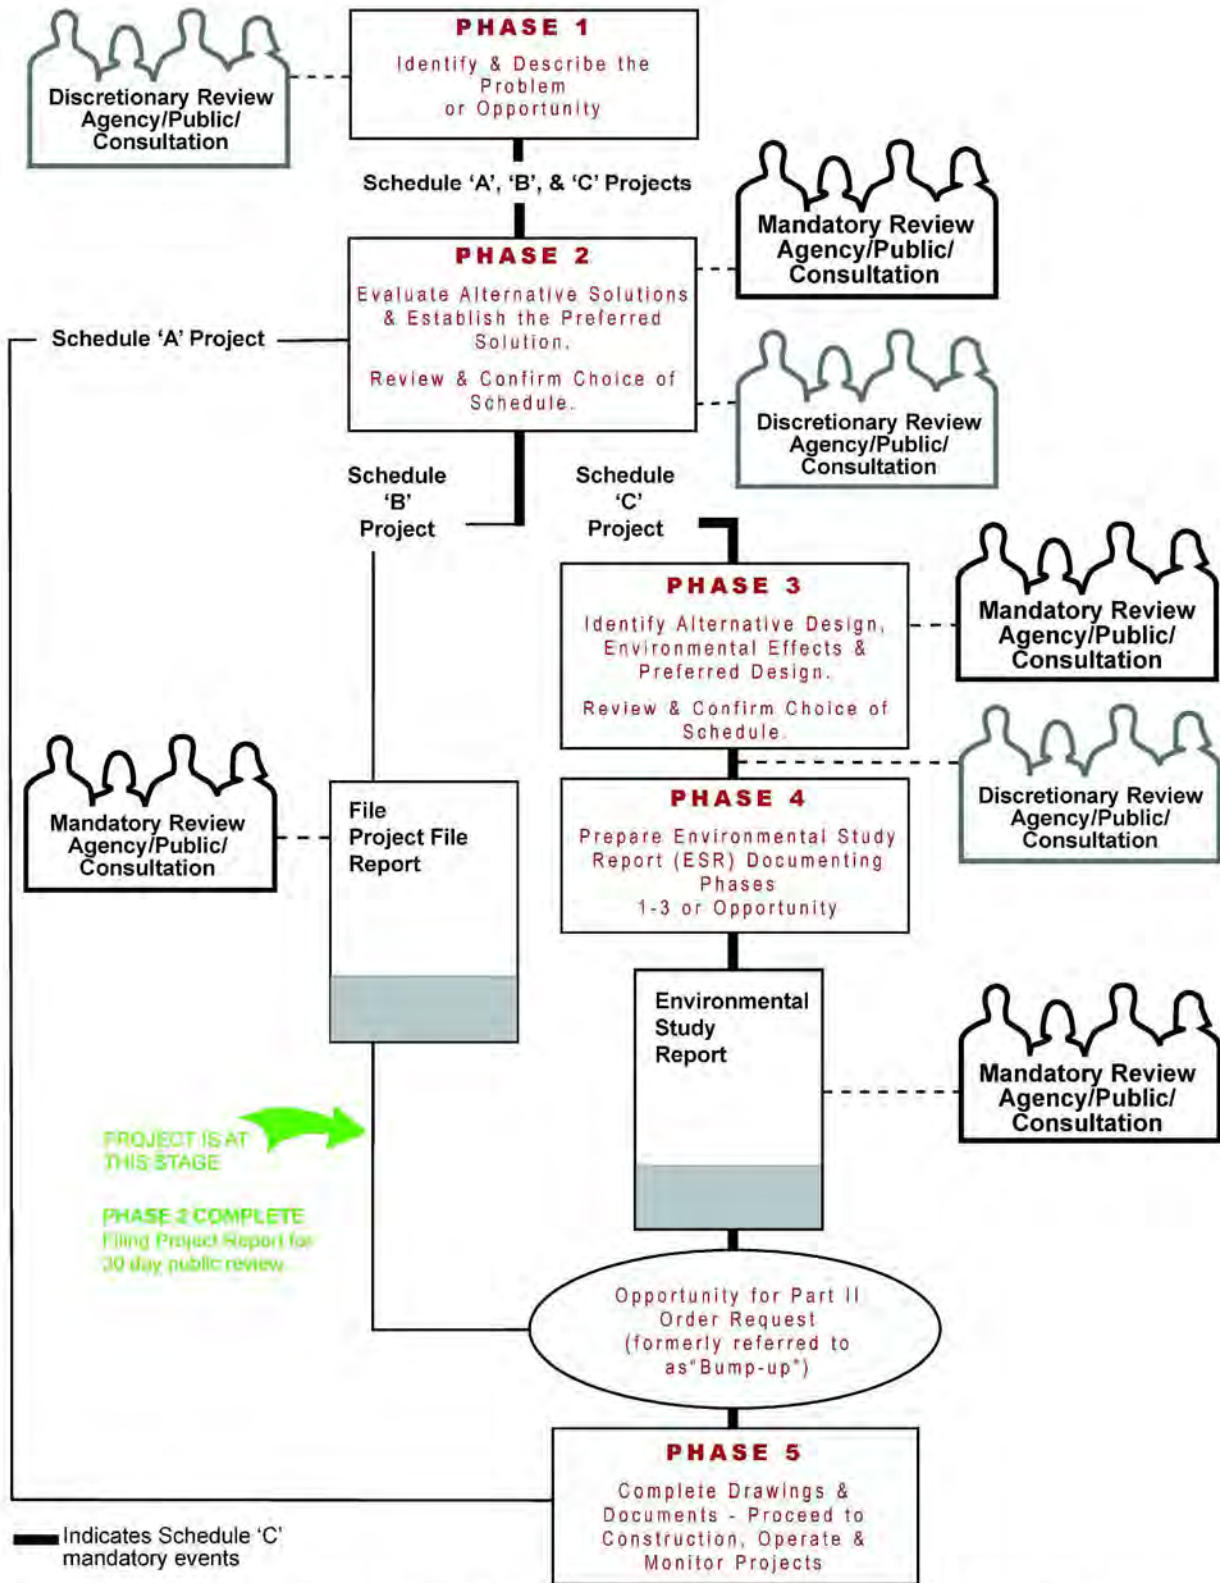 PHASE 1
Identify & Describe the
Problem
or Opportunity
Discretionary Review
Agency/Public/
Consultation
Schedule ‘A’, ‘B’, & ‘C’ Projects
Mandatory Review
Agency/Public/
Consultation
PHASE 2
Evaluate Alternative Solutions
& Establish the Preferred
Solution.
Review & Confirm Choice of
Schedule.
Schedule ‘A’ Project
Discretionary Review
Agency/Public/
Consultation
Schedule
‘B’
Project
Schedule
‘C’
Project
PHASE 3
Identify Alternative Design,
Environmental Effects &
Preferred Design.
Review & Confirm Choice of
Schedule.
Mandatory Review
Agency/Public/
Consultation
Discretionary Review
Agency/Public/
Consultation
Mandatory Review
Agency/Public/
Consultation
File
Project File
Report
PHASE 4
Prepare Environmental Study
Report (ESR) Documenting
Phases
1-3 or Opportunity
Environmental
Study
Report
Mandatory Review
Agency/Public/
Consultation
PROJECT IS AT
THIS STAGE
PHASE 2 COMPLETE
Filing Project Report for
30 day public review
Opportunity for Part II
Order Request
(formerly referred to
as“Bump-up”)
PHASE 5
Complete Drawings &
Documents - Proceed to
Construction, Operate &
Monitor Projects
Indicates Schedule ‘C’
mandatory events